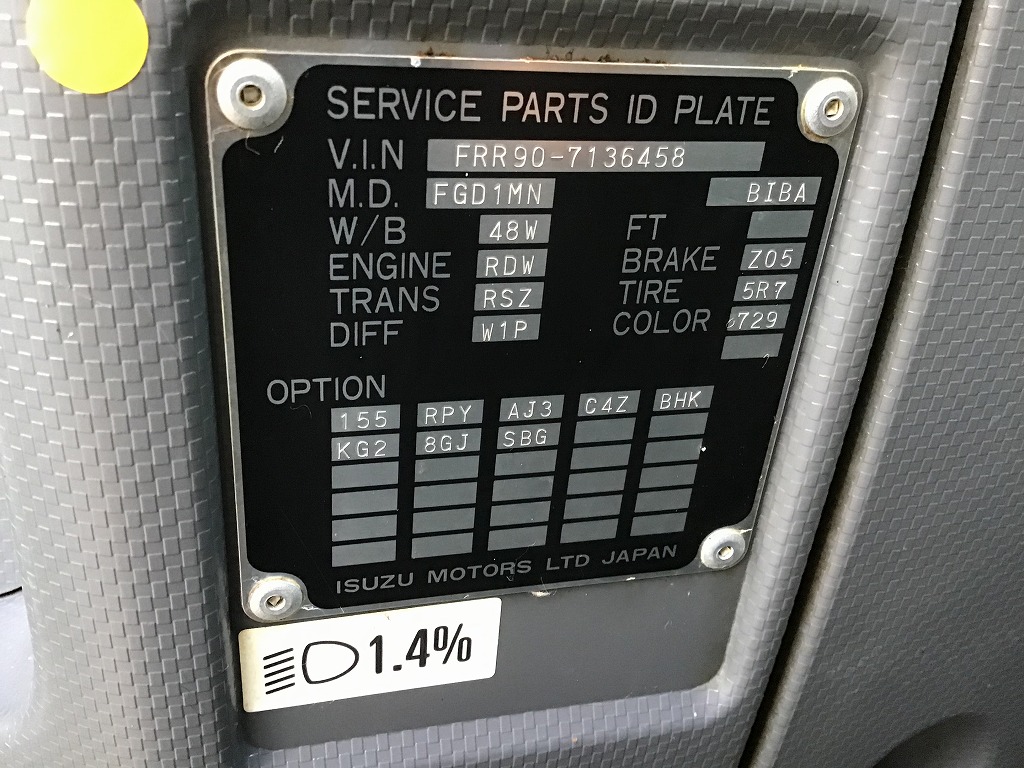 SERVICE PARTS ID PLATE
V.I.N FRR90-7136458
M.D. FGD1MN BIBA
W/B 48W FT
ENGINE RDW BRAKE Z05
TRANS RSZ TIRE 5R7
DIFF W1P COLOR 729
OPTION
155 RPY AJ3 C4Z BHK
KG2 8GJ SBG
ISUZU MOTORS LTD JAPAN
1.4%